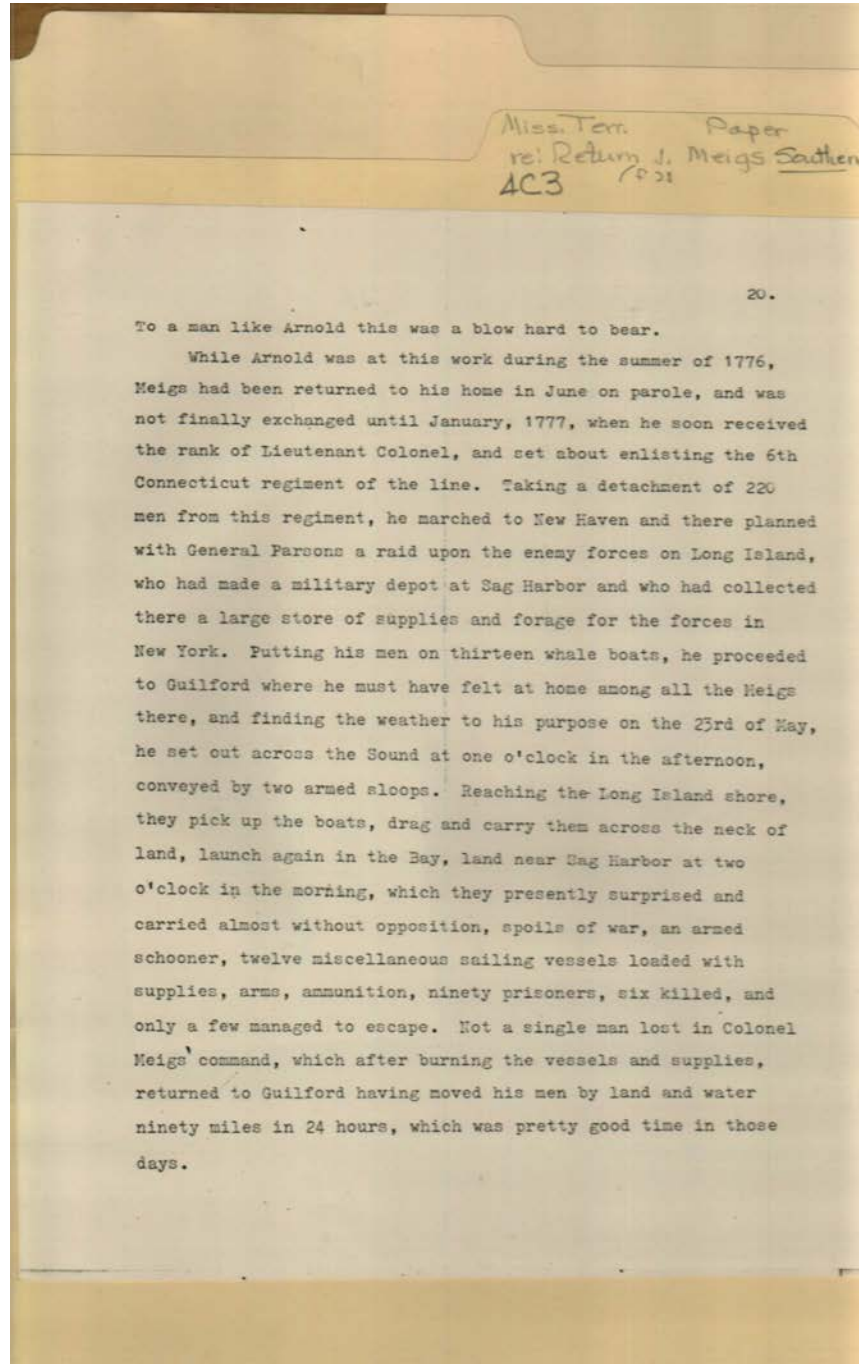 Miss. Terr. Paper
re: Return J. Meigs Southern
4C3
20.
To a man like Arnold this was a blow hard to bear.
While Arnold was at this work during the summer of 1776,
Meigs had been returned to his home in June on parole, and was
not finally exchanged until January, 1777, when he soon received
the rank of Lieutenant Colonel, and set about enlisting the 6th
Connecticut regiment of the line. Taking a detachment of 220
men from this regiment, he marched to New Haven and there planned
with General Parsons a raid upon the enemy forces on Long Island,
who had made a military depot at Sag Harbor and who had collected
there a large store of supplies and forage for the forces in
New York. Putting his men on thirteen whale boats, he proceeded
to Guilford where he must have felt at home among all the Meigs
there, and finding the weather to his purpose on the 23rd of May,
he set out across the Sound at one o'clock in the afternoon,
conveyed by two armed sloops. Reaching the Long Island shore,
they pick up the boats, drag and carry them across the neck of
land, launch again in the Bay, land near Sag Harbor at two
o'clock in the morning, which they presently surprised and
carried almost without opposition, spoils of war, an armed
schooner, twelve miscellaneous sailing vessels loaded with
supplies, arms, ammunition, ninety prisoners, six killed, and
only a few managed to escape. Not a single man lost in Colonel
Meigs' command, which after burning the vessels and supplies,
returned to Guilford having moved his men by land and water
ninety miles in 24 hours, which was pretty good time in those
days.